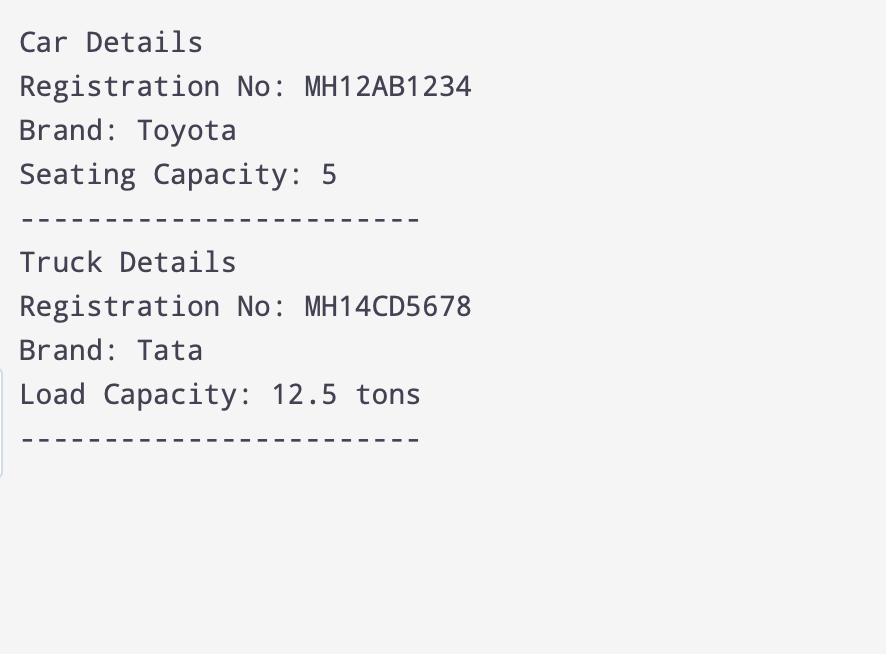 Car Details
Registration No: MH12AB1234
Brand: Toyota
Seating Capacity: 5
------------------------
Truck Details
Registration No: MH14CD5678
Brand: Tata
Load Capacity: 12.5 tons
------------------------